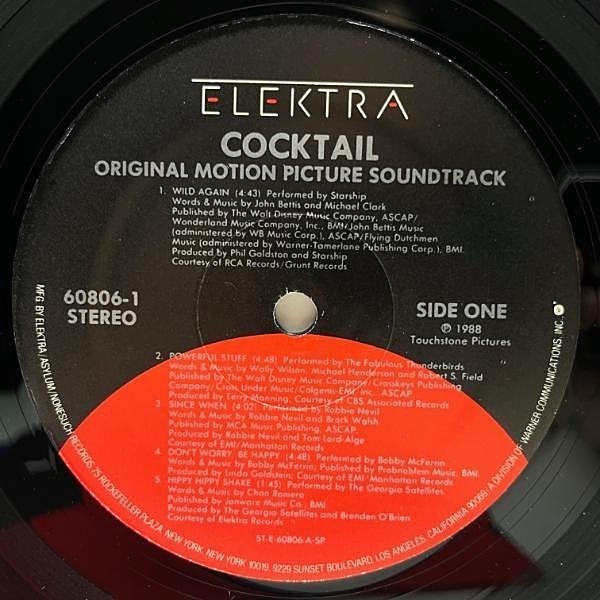 ELEKTRA
COCKTAIL
ORIGINAL MOTION PICTURE SOUNDTRACK
1. WILD AGAIN (4:43) Performed by Starship
Words & Music by John Bettis and Michael Clark
Published by The Walt Disney Music Company, ASCAP/
Wonderland Music Company, Inc., BMI/John Bettis Music
(administered by WB Music Corp.), ASCAP/Flying Dutchmen
Music (administered by Warner-Tamerlane Publishing Corp.), BMI.
Produced by Phil Galdston and Starship
Courtesy of RCA Records/Grunt Records
60806-1
STEREO
SIDE ONE
℗ 1988
Touchstone Pictures
2. POWERFUL STUFF (4:48) Performed by The Fabulous Thunderbirds
Words & Music by Wally Wilson, Michael Henderson and Robert S. Field
Published by The Walt Disney Music Company/Crosskeys Publishing
Company/Cross Under Music/Colgems-EMI, Inc., ASCAP
Produced by Terry Manning. Courtesy of CBS Associated Records
3. SINCE WHEN (4:02) Performed by Robbie Nevil
Words & Music by Robbie Nevil and Brock Walsh
Published by MCA Music Publishing, ASCAP
Produced by Robbie Nevil and Tom Lord-Alge
Courtesy of EMI/Manhattan Records
4. DON'T WORRY, BE HAPPY (4:48) Performed by Bobby McFerrin
Words & Music by Bobby McFerrin; Published by Probnoblem Music, BMI.
Produced by Linda Goldstein; Courtesy of EMI/Manhattan Records
5. HIPPY HIPPY SHAKE (1:45) Performed by The Georgia Satellites
Words & Music by Chan Romero
Published by Jonware Music Co., BMI
Produced by The Georgia Satellites and Brenden O'Brien
Courtesy of Elektra Records
ST-E-60806-A-SP
MFG BY ELEKTRA/ASYLUM/NONESUCH RECORDS 75 ROCKEFELLER PLAZA, NEW YORK, NEW YORK 10019. 9229 SUNSET BOULEVARD, LOS ANGELES, CALIFORNIA 90069/A DIVISION OF WARNER COMMUNICATIONS, INC.